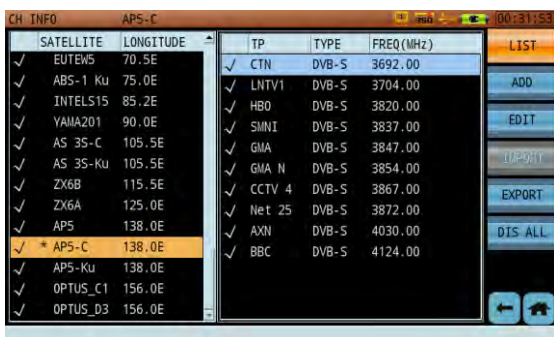 CH INFO AP5-C 00:31:53
SATELLITE LONGITUDE
EUTEW5 70.5E
ABS-1 Ku 75.0E
INTELS15 85.2E
YAMA201 90.0E
AS 3S-C 105.5E
AS 3S-Ku 105.5E
ZX6B 115.5E
ZX6A 125.0E
AP5 138.0E
* AP5-C 138.0E
AP5-Ku 138.0E
OPTUS_C1 156.0E
OPTUS_D3 156.0E
TP TYPE FREQ(MHz)
CTN DVB-S 3692.00
LNTV1 DVB-S 3704.00
HBO DVB-S 3820.00
SMNI DVB-S 3837.00
GMA DVB-S 3847.00
GMA N DVB-S 3854.00
CCTV 4 DVB-S 3867.00
Net 25 DVB-S 3872.00
AXN DVB-S 4030.00
BBC DVB-S 4124.00
LIST
ADD
EDIT
IMPORT
EXPORT
DIS ALL